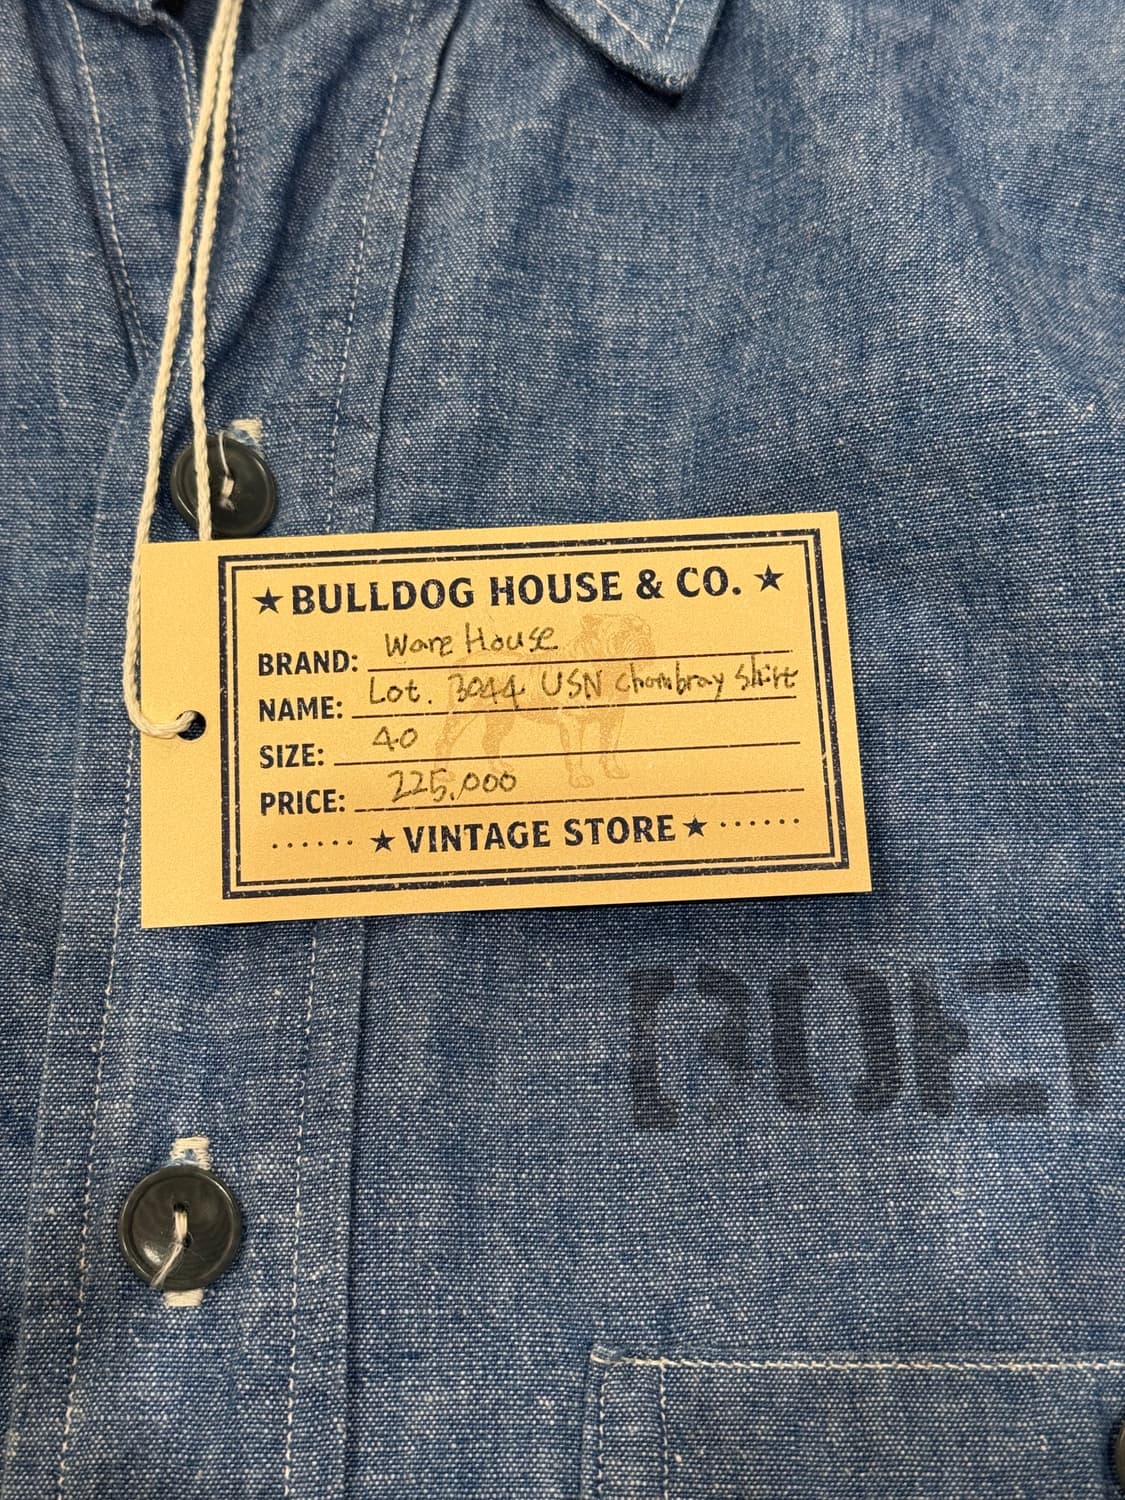 ★ BULLDOG HOUSE & CO. ★
BRAND: Ware House
NAME: Lot. 3044 USN Chambray Shirt
SIZE: 40
PRICE: 225,000
······ ★ VINTAGE STORE ★ ······